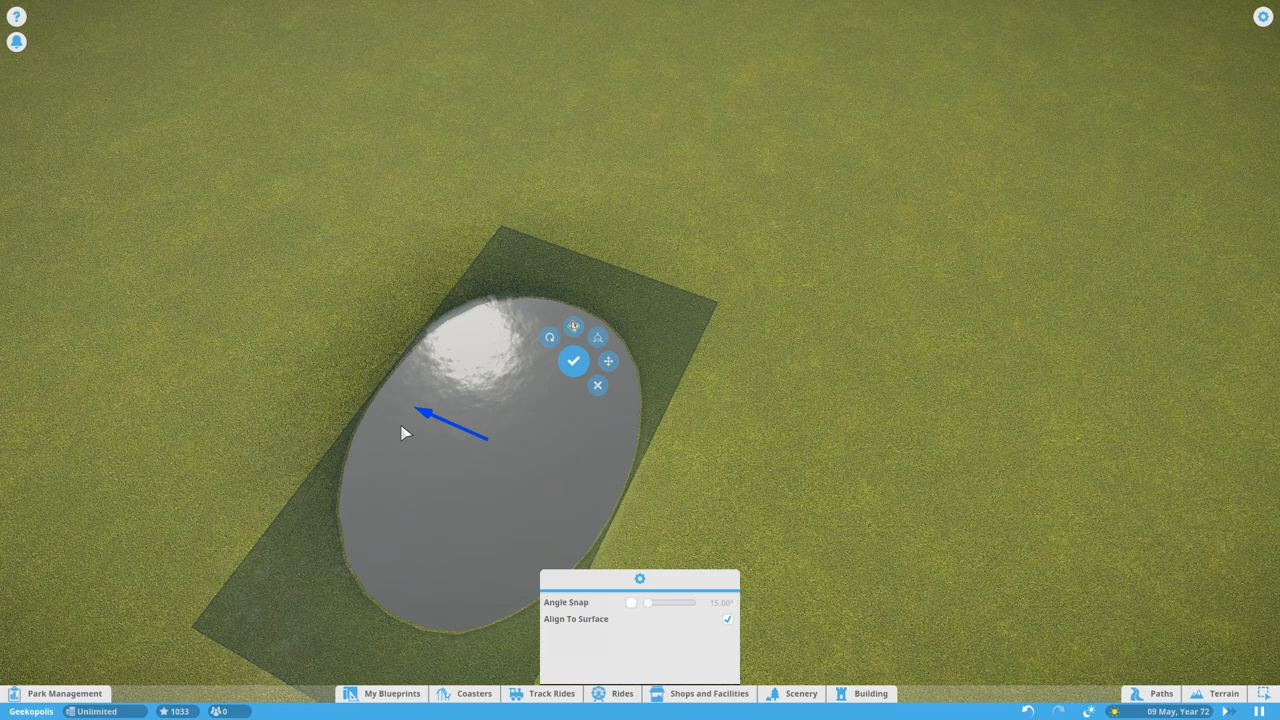 ?
Angle Snap 15.00°
Align To Surface
Park Management My Blueprints Coasters Track Rides Rides Shops and Facilities Scenery Building Paths Terrain
Geekopolis Unlimited 1033 0 09 May, Year 72